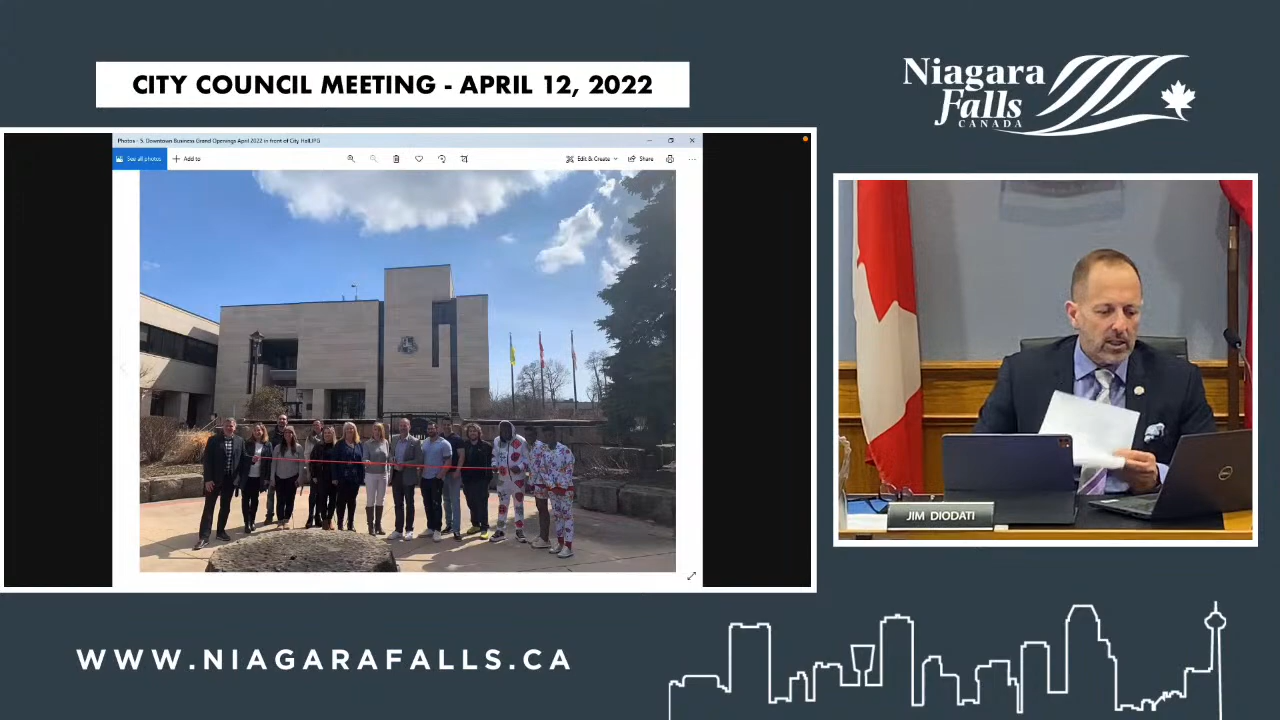 CITY COUNCIL MEETING - APRIL 12, 2022
Niagara
Falls
CANADA
Photos - 5. Downtown Business Grand Openings April 2022 in front of City Hall.JPG
See all photos
Add to
Edit & Create
Share
JIM DIODATI
DELL
WWW.NIAGARAFALLS.CA